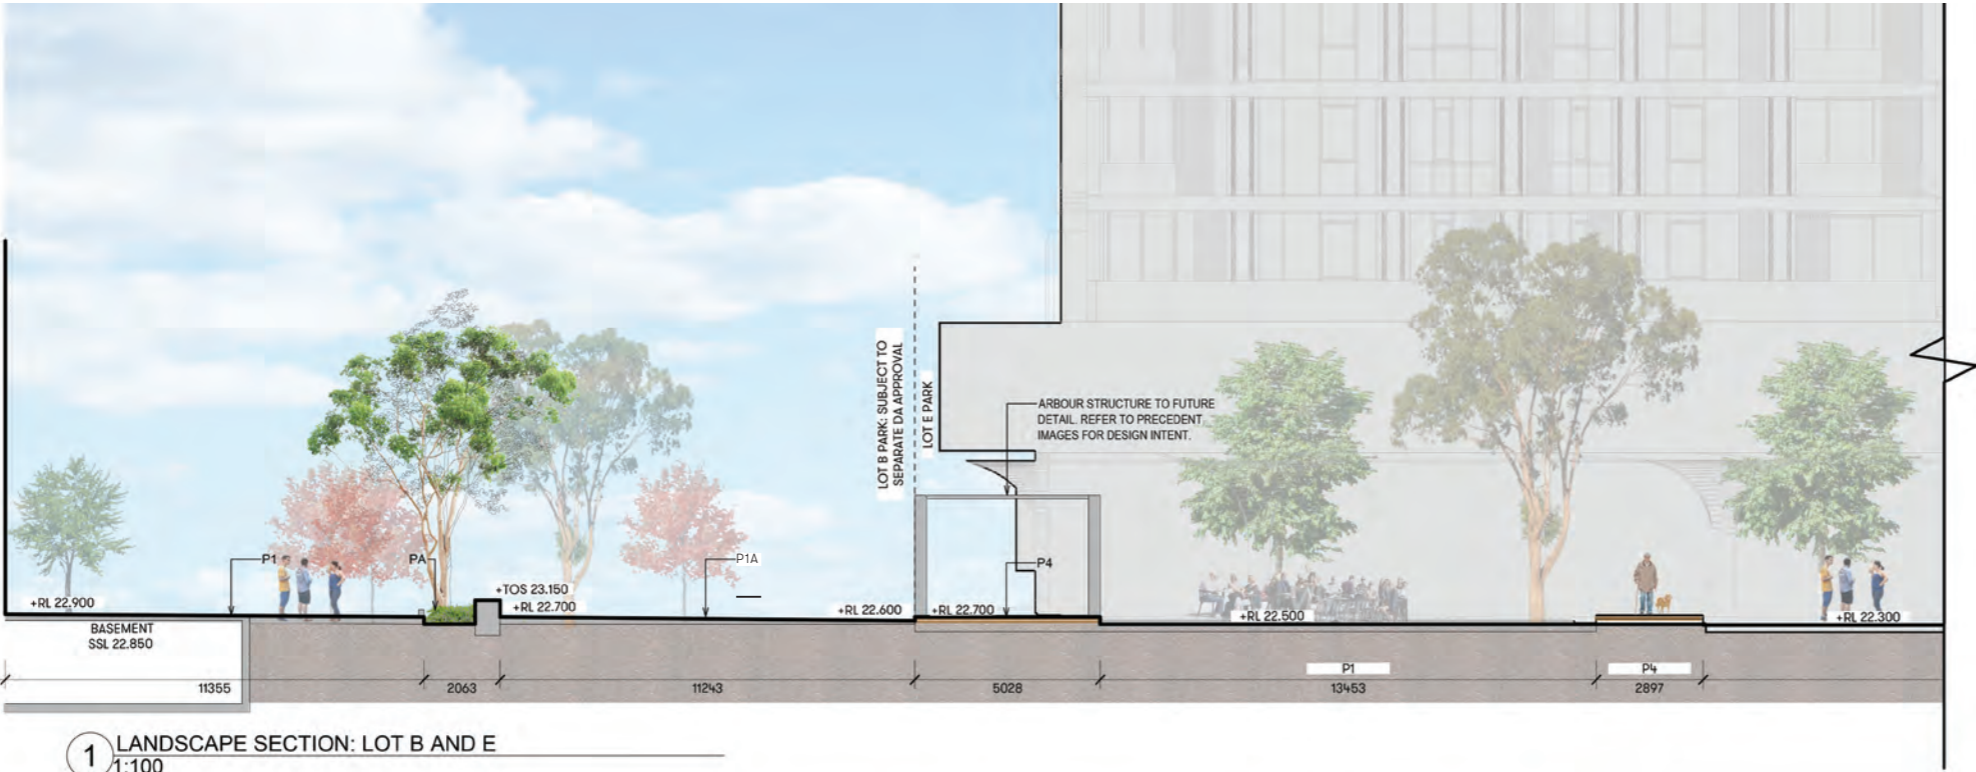 LOT B PARK: SUBJECT TO
SEPARATE DA APPROVAL
LOT E PARK
ARBOUR STRUCTURE TO FUTURE
DETAIL. REFER TO PRECEDENT
IMAGES FOR DESIGN INTENT.
P1
PA
P1A
P4
+RL 22.900
+TOS 23.150
+RL 22.700
+RL 22.600
+RL 22.700
+RL 22.500
+RL 22.300
BASEMENT
SSL 22.850
P1
P4
11355
2063
11243
5028
13453
2897
1
LANDSCAPE SECTION: LOT B AND E
1:100